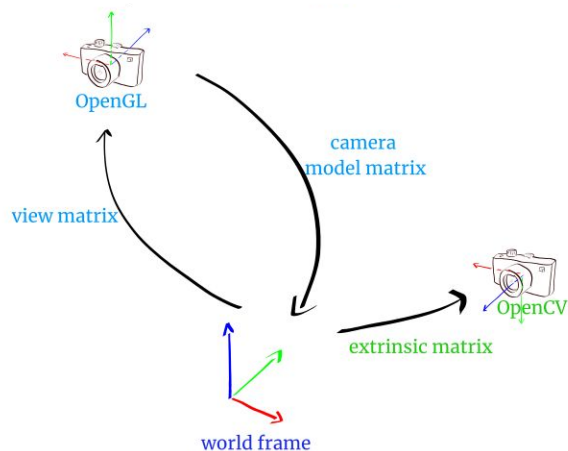 OpenGL
camera
model matrix
view matrix
OpenCV
extrinsic matrix
world frame